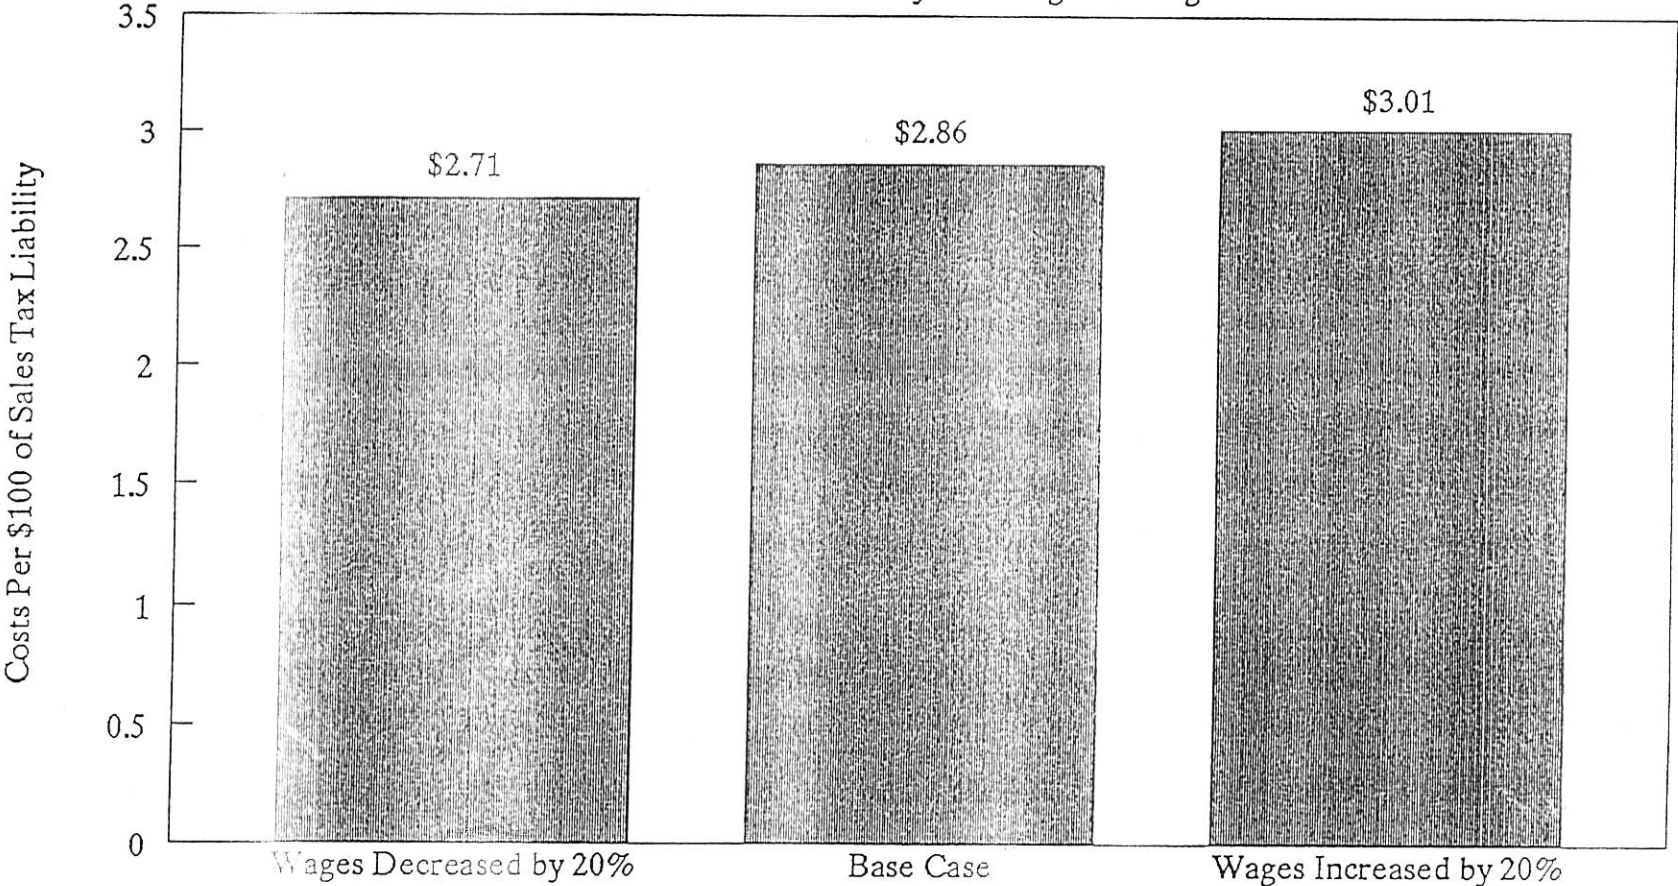 3.5
$3.01
3
$2.86
$2.71
2.5
2
1.5
1
0.5
0
Costs Per $100 of Sales Tax Liability
Wages Decreased by 20%
Base Case
Wages Increased by 20%